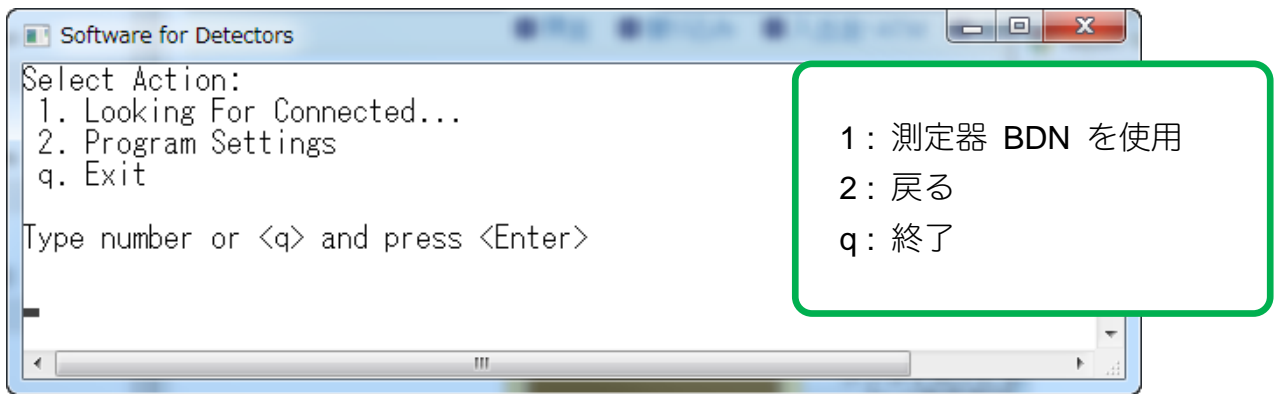 Software for Detectors
Select Action:
1. Looking For Connected...
2. Program Settings
q. Exit
Type number or <q> and press <Enter>
1 : 測定器 BDN を使用
2 : 戻る
q : 終了